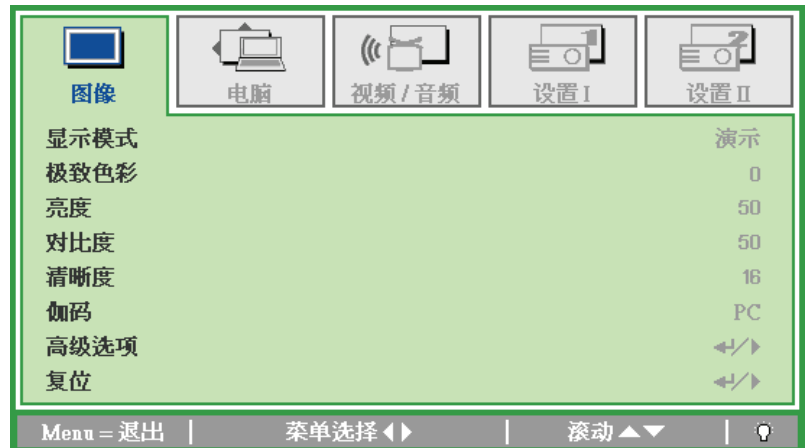 图像 电脑 视频 / 音频 设置 I 设置 II
显示模式 演示
极致色彩 0
亮度 50
对比度 50
清晰度 16
伽码 PC
高级选项 ↵/▶
复位 ↵/▶
Menu = 退出 | 菜单选择 ◀▶ | 滚动 ▲▼ |